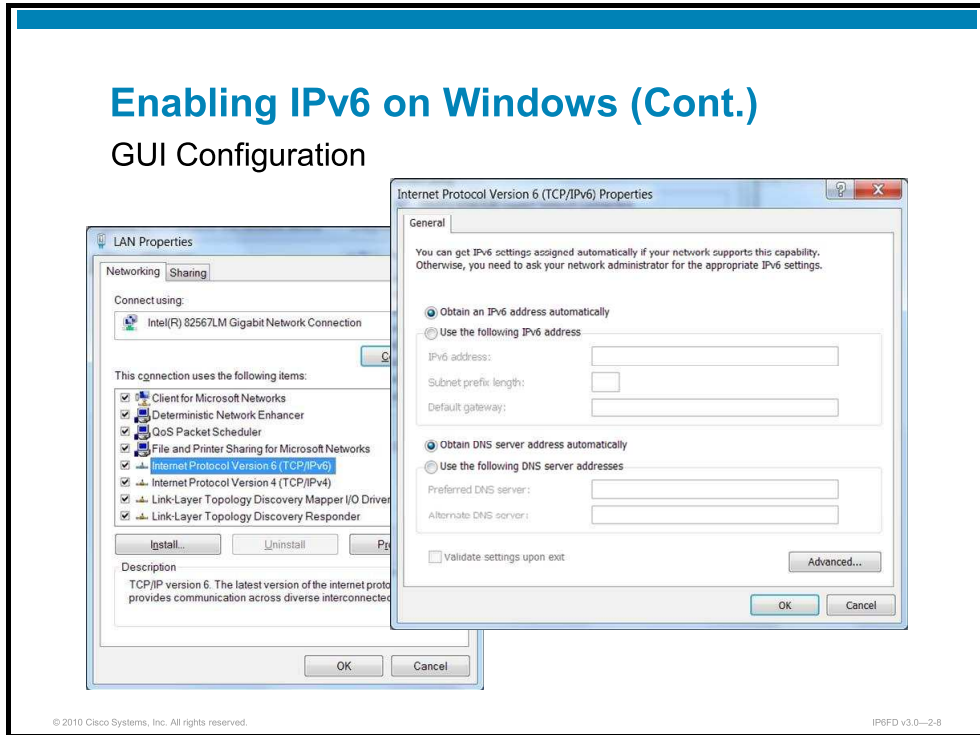 Enabling IPv6 on Windows (Cont.)
GUI Configuration
LAN Properties
Networking
Sharing
Connect using:
Intel(R) 82567LM Gigabit Network Connection
C
This connection uses the following items:
Client for Microsoft Networks
Deterministic Network Enhancer
QoS Packet Scheduler
File and Printer Sharing for Microsoft Networks
Internet Protocol Version 6 (TCP/IPv6)
Internet Protocol Version 4 (TCP/IPv4)
Link-Layer Topology Discovery Mapper I/O Driver
Link-Layer Topology Discovery Responder
Install...
Uninstall
Pr
Description
TCP/IP version 6. The latest version of the internet proto
provides communication across diverse interconnected
OK
Cancel
Internet Protocol Version 6 (TCP/IPv6) Properties
General
You can get IPv6 settings assigned automatically if your network supports this capability.
Otherwise, you need to ask your network administrator for the appropriate IPv6 settings.
Obtain an IPv6 address automatically
Use the following IPv6 address
IPv6 address:
Subnet prefix length:
Default gateway:
Obtain DNS server address automatically
Use the following DNS server addresses
Preferred DNS server:
Alternate DNS server:
Validate settings upon exit
Advanced...
OK
Cancel
© 2010 Cisco Systems, Inc. All rights reserved.
IP6FD v3.0—2-8